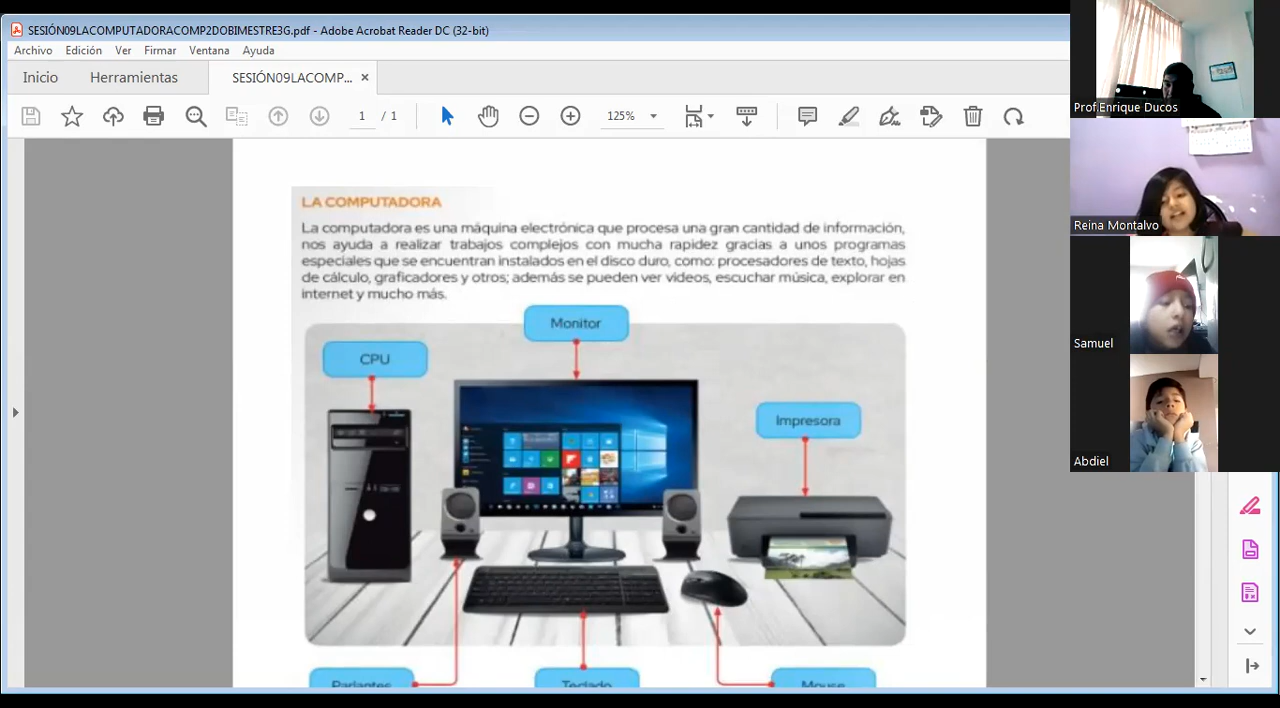 SESIÓN09LACOMPUTADORACOMP2DOBIMESTRE3G.pdf - Adobe Acrobat Reader DC (32-bit)
Archivo Edición Ver Firmar Ventana Ayuda
Inicio Herramientas SESIÓN09LACOMP... ×
1 / 1 125%
LA COMPUTADORA
La computadora es una máquina electrónica que procesa una gran cantidad de información,
nos ayuda a realizar trabajos complejos con mucha rapidez gracias a unos programas
especiales que se encuentran instalados en el disco duro, como: procesadores de texto, hojas
de cálculo, graficadores y otros; además se pueden ver videos, escuchar música, explorar en
internet y mucho más.
Monitor
CPU
Impresora
Parlantes
Teclado
Mouse
Prof.Enrique Ducos
Reina Montalvo
Samuel
Abdiel